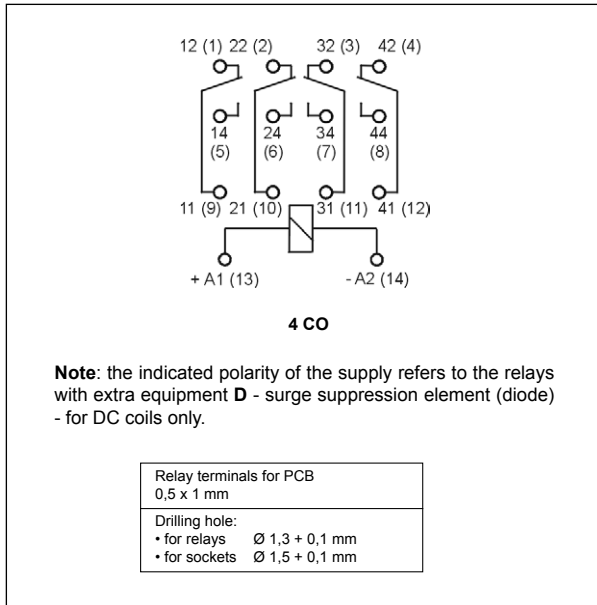 12 (1) 22 (2) 32 (3) 42 (4)
14 24 34 44
(5) (6) (7) (8)
11 (9) 21 (10) 31 (11) 41 (12)
+ A1 (13) - A2 (14)
4 CO
Note: the indicated polarity of the supply refers to the relays
with extra equipment D - surge suppression element (diode)
- for DC coils only.
Relay terminals for PCB
0,5 x 1 mm
Drilling hole:
• for relays Ø 1,3 + 0,1 mm
• for sockets Ø 1,5 + 0,1 mm